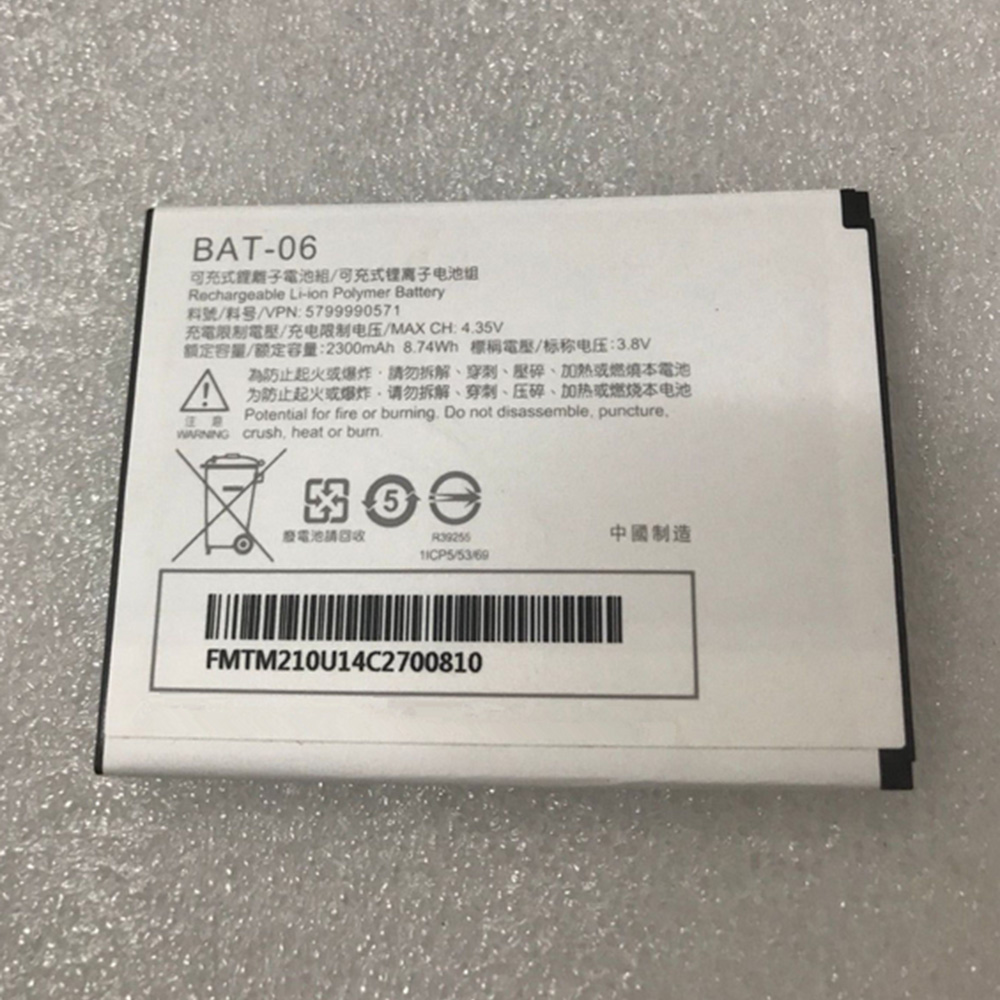 BAT-06
可充式鋰離子電池組/可充式锂离子电池组
Rechargeable Li-ion Polymer Battery
料號/料号/VPN: 5799990571
充電限制電壓/充电限制电压/MAX CH: 4.35V
額定容量/额定容量:2300mAh 8.74Wh 標稱電壓/标称电压:3.8V
為防止起火或爆炸，請勿拆解、穿刺、壓碎、加熱或燃燒本電池
为防止起火或爆炸，请勿拆解、穿刺、压碎、加热或燃烧本电池
Potential for fire or burning. Do not disassemble, puncture,
crush, heat or burn.
注意
WARNING
5
廢電池請回收
R39255
1ICP5/53/69
中國制造
FMTM210U14C2700810